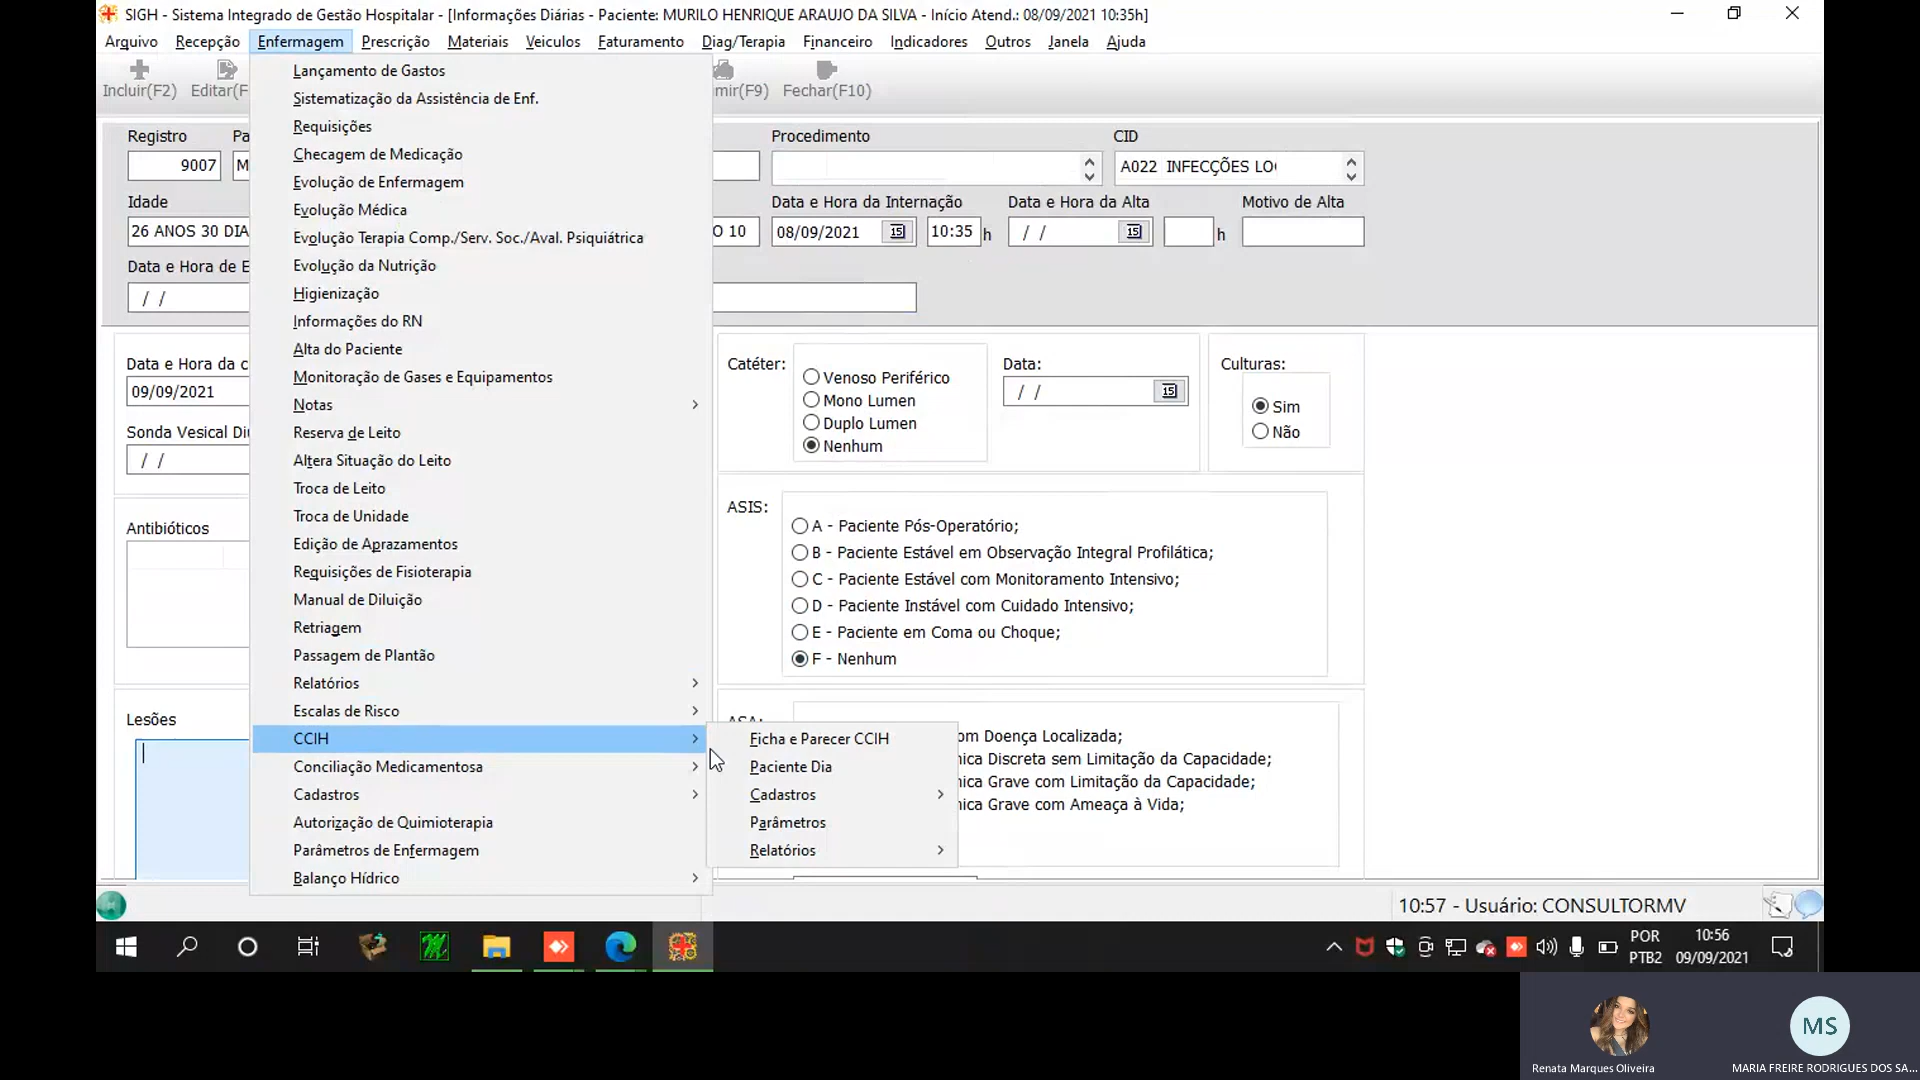 SIGH - Sistema Integrado de Gestão Hospitalar - [Informações Diárias - Paciente: MURILO HENRIQUE ARAUJO DA SILVA - Início Atend.: 08/09/2021 10:35h]
Arquivo Recepção Enfermagem Prescrição Materiais Veiculos Faturamento Diag/Terapia Financeiro Indicadores Outros Janela Ajuda
Incluir(F2) Editar(F mir(F9) Fechar(F10)
Lançamento de Gastos
Sistematização da Assistência de Enf.
Requisições
Checagem de Medicação
Evolução de Enfermagem
Evolução Médica
Evolução Terapia Comp./Serv. Soc./Aval. Psiquiátrica
Evolução da Nutrição
Higienização
Informações do RN
Alta do Paciente
Monitoração de Gases e Equipamentos
Notas
Reserva de Leito
Altera Situação do Leito
Troca de Leito
Troca de Unidade
Edição de Aprazamentos
Requisições de Fisioterapia
Manual de Diluição
Retriagem
Passagem de Plantão
Relatórios
Escalas de Risco
CCIH
Conciliação Medicamentosa
Cadastros
Autorização de Quimioterapia
Parâmetros de Enfermagem
Balanço Hídrico
Ficha e Parecer CCIH
Paciente Dia
Cadastros
Parâmetros
Relatórios
Registro Pa Procedimento CID
9007 M A022 INFECÇÕES LO
Idade Data e Hora da Internação Data e Hora da Alta Motivo de Alta
26 ANOS 30 DIA O 10 08/09/2021 15 10:35 h / / 15 h
Data e Hora de E
/ /
Data e Hora da c
09/09/2021
Sonda Vesical Di
/ /
Antibióticos
Lesões
Catéter:
Venoso Periférico
Mono Lumen
Duplo Lumen
Nenhum
Data:
/ / 15
Culturas:
Sim
Não
ASIS:
A - Paciente Pós-Operatório;
B - Paciente Estável em Observação Integral Profilática;
C - Paciente Estável com Monitoramento Intensivo;
D - Paciente Instável com Cuidado Intensivo;
E - Paciente em Coma ou Choque;
F - Nenhum
ASA:
om Doença Localizada;
nica Discreta sem Limitação da Capacidade;
nica Grave com Limitação da Capacidade;
nica Grave com Ameaça à Vida;
10:57 - Usuário: CONSULTORMV
POR
PTB2
10:56
09/09/2021
MS
Renata Marques Oliveira
MARIA FREIRE RODRIGUES DOS SA...